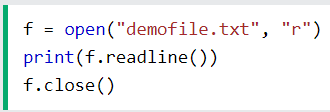 f = open("demofile.txt", "r")
print(f.readline())
f.close()